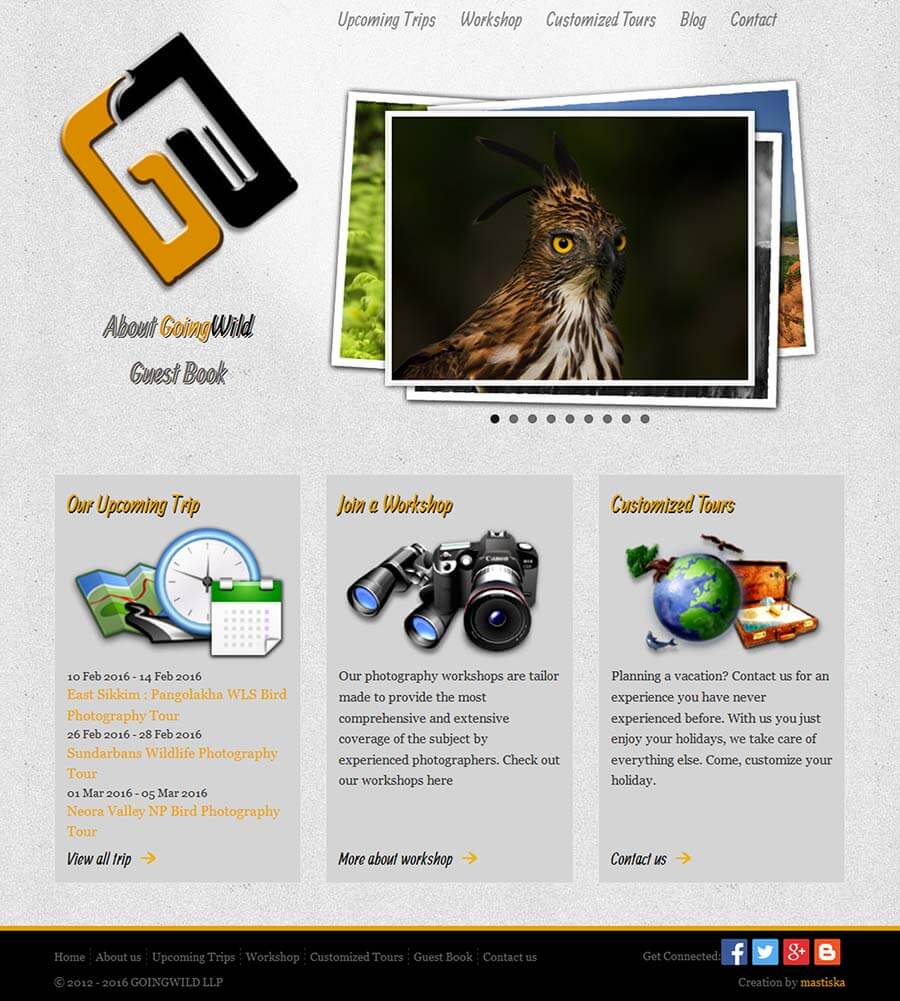 Upcoming Trips Workshop Customized Tours Blog Contact
About GoingWild
Guest Book
Our Upcoming Trip
10 Feb 2016 - 14 Feb 2016
East Sikkim : Pangolakha WLS Bird
Photography Tour
26 Feb 2016 - 28 Feb 2016
Sundarbans Wildlife Photography
Tour
01 Mar 2016 - 05 Mar 2016
Neora Valley NP Bird Photography
Tour
View all trip
Join a Workshop
Canon
Our photography workshops are tailor
made to provide the most
comprehensive and extensive
coverage of the subject by
experienced photographers. Check out
our workshops here
More about workshop
Customized Tours
Planning a vacation? Contact us for an
experience you have never
experienced before. With us you just
enjoy your holidays, we take care of
everything else. Come, customize your
holiday.
Contact us
Home About us Upcoming Trips Workshop Customized Tours Guest Book Contact us
Get Connected:
© 2012 - 2016 GOINGWILD LLP
Creation by mastiska